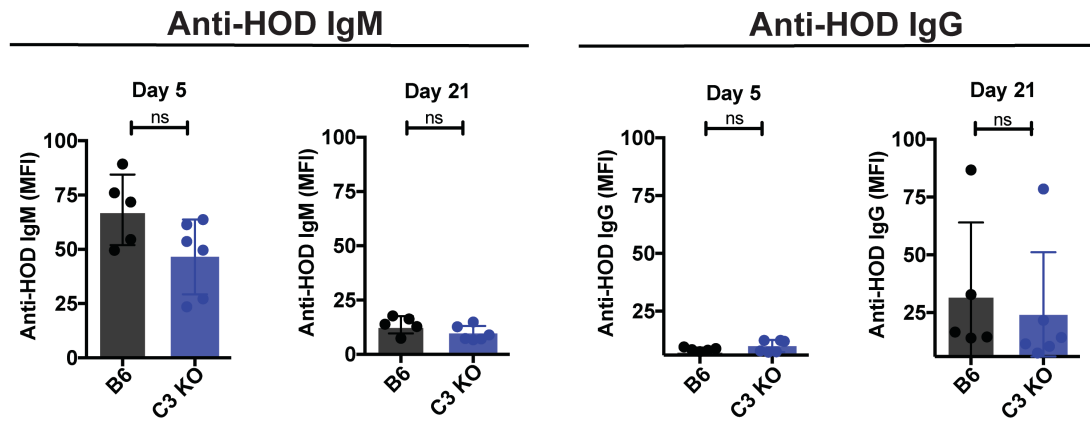 Anti-HOD IgM
Anti-HOD IgG
Day 5
ns
Anti-HOD IgM (MFI)
100
75
50
25
0
B6
C3 KO
Day 21
ns
Anti-HOD IgM (MFI)
100
75
50
25
0
B6
C3 KO
Day 5
ns
Anti-HOD IgG (MFI)
100
75
50
25
B6
C3 KO
Day 21
ns
Anti-HOD IgG (MFI)
100
75
50
25
B6
C3 KO